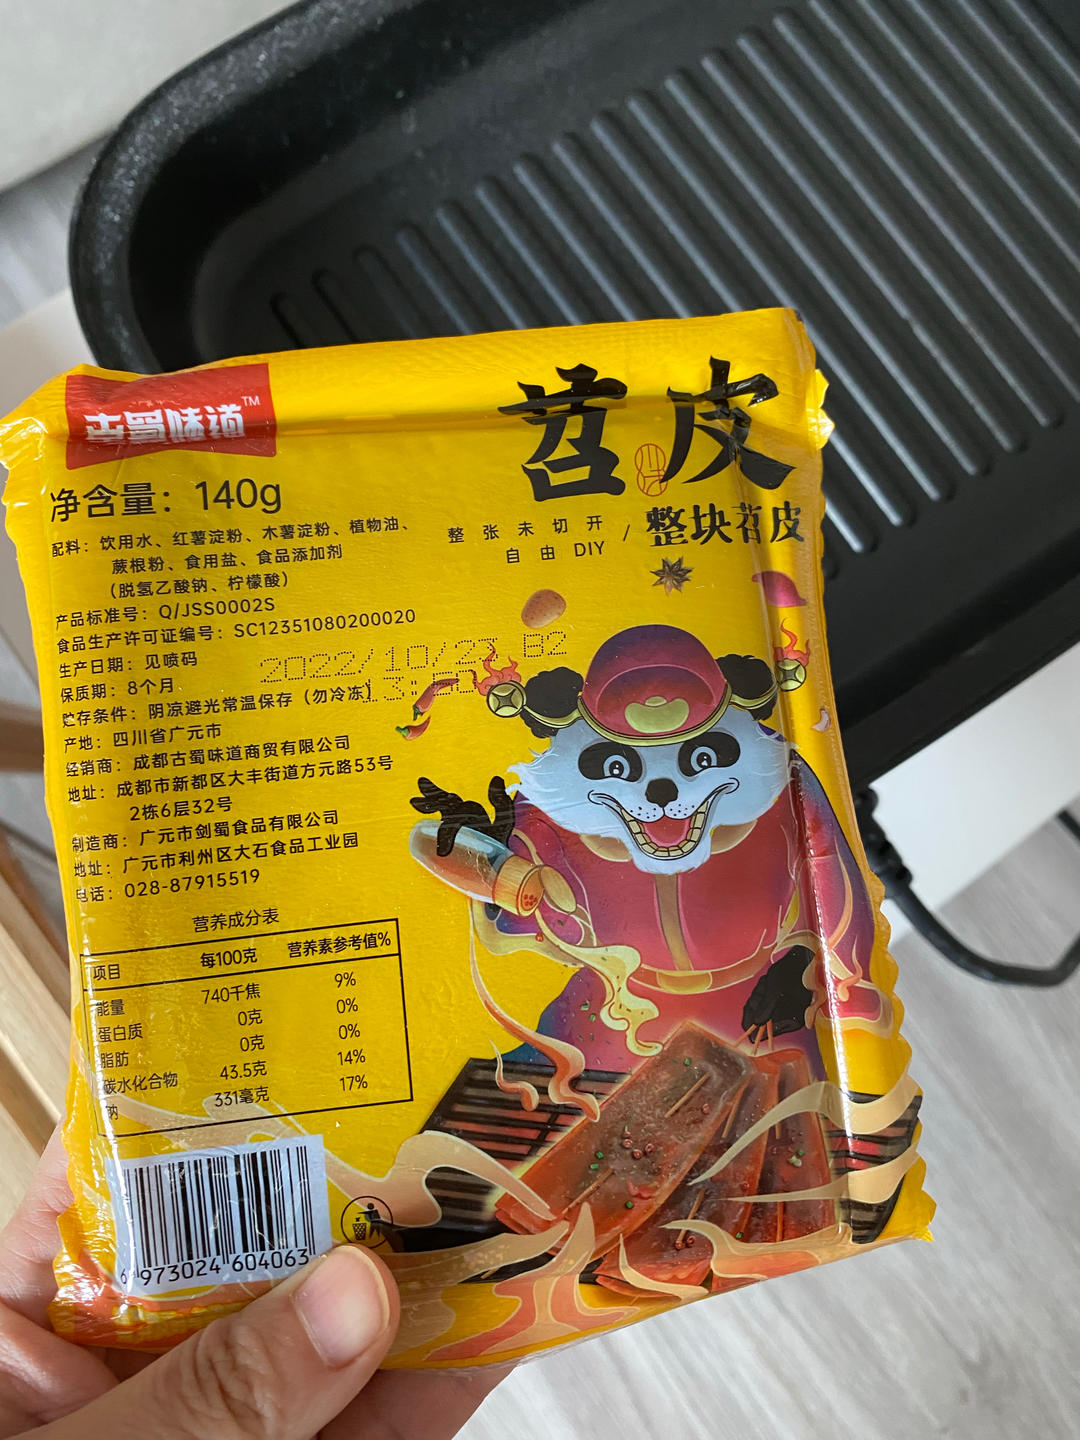 古蜀味道™
苕皮
净含量：140g
整张未切开 / 整块苕皮
自由 DIY
配料：饮用水、红薯淀粉、木薯淀粉、植物油、
蕨根粉、食用盐、食品添加剂
（脱氢乙酸钠、柠檬酸）
产品标准号：Q/JSS0002S
食品生产许可证编号：SC12351080200020
生产日期：见喷码
2022/10/23 B2
保质期：8个月
贮存条件：阴凉避光常温保存（勿冷冻）
产地：四川省广元市
经销商：成都古蜀味道商贸有限公司
地址：成都市新都区大丰街道方元路53号
2栋6层32号
制造商：广元市剑蜀食品有限公司
地址：广元市利州区大石食品工业园
电话：028-87915519
营养成分表
项目 每100克 营养素参考值%
能量 740千焦 9%
蛋白质 0克 0%
脂肪 0克 0%
碳水化合物 43.5克 14%
钠 331毫克 17%
6 973024 604063